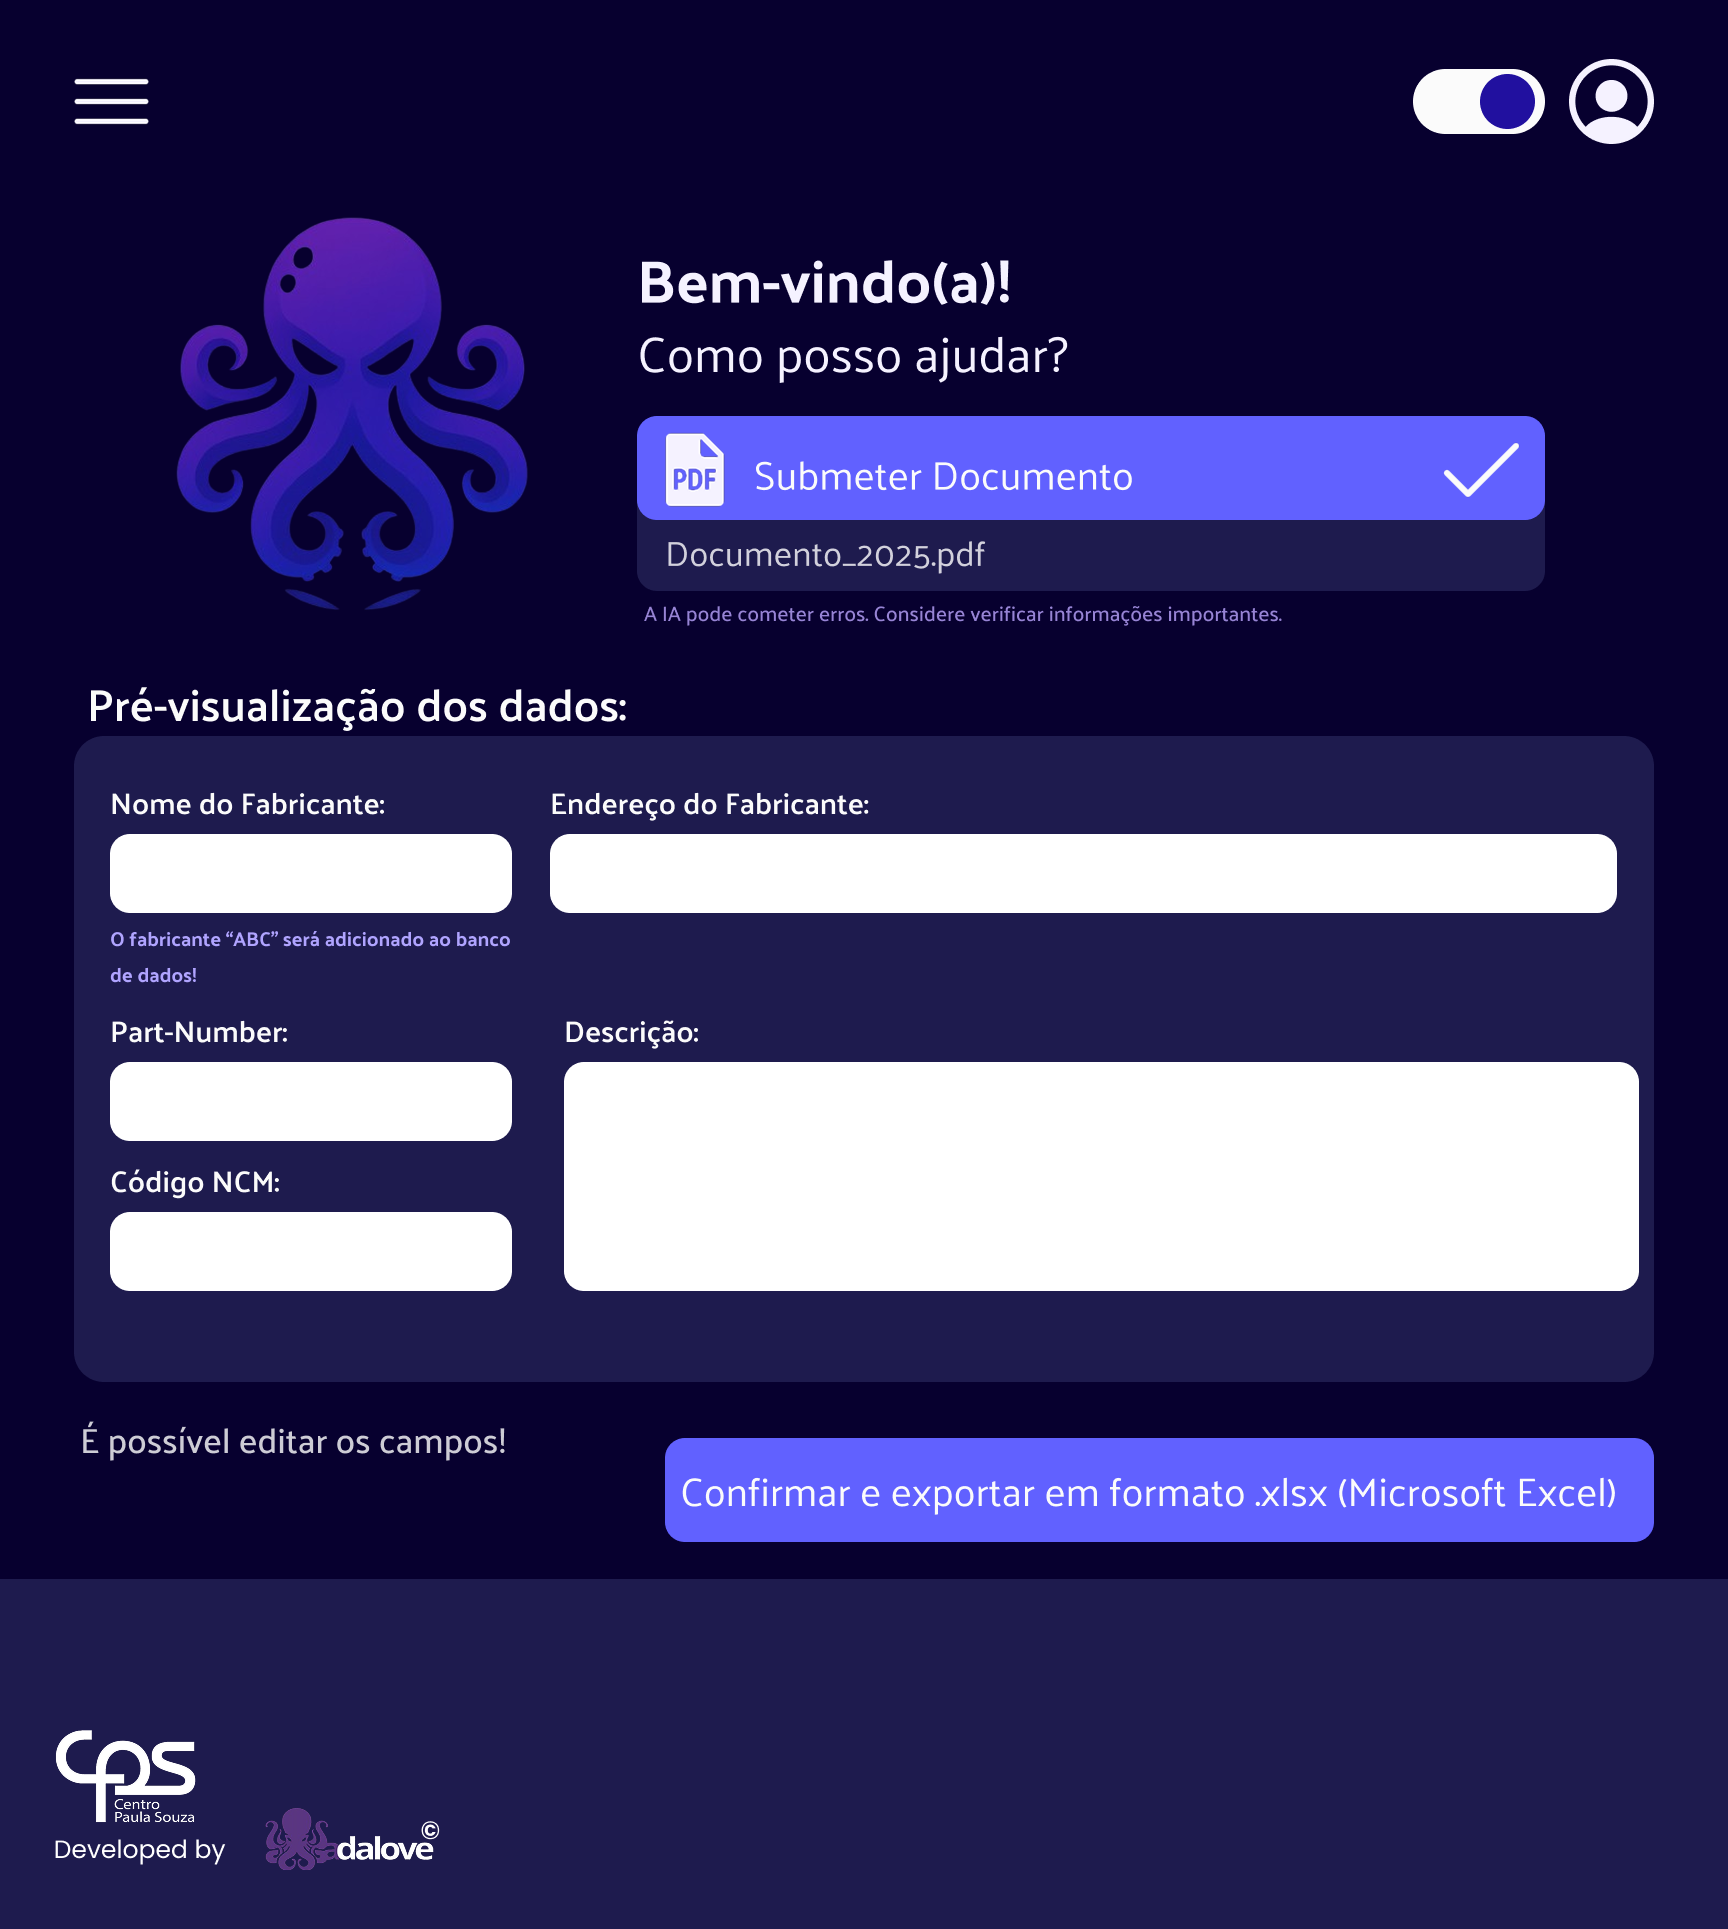 Bem-vindo(a)!
Como posso ajudar?
PDF
Submeter Documento
Documento_2025.pdf
A IA pode cometer erros. Considere verificar informações importantes.
Pré-visualização dos dados:
Nome do Fabricante:
Endereço do Fabricante:
O fabricante “ABC” será adicionado ao banco
de dados!
Part-Number:
Descrição:
Código NCM:
É possível editar os campos!
Confirmar e exportar em formato .xlsx (Microsoft Excel)
cps
Centro
Paula Souza
Developed by
adalove©